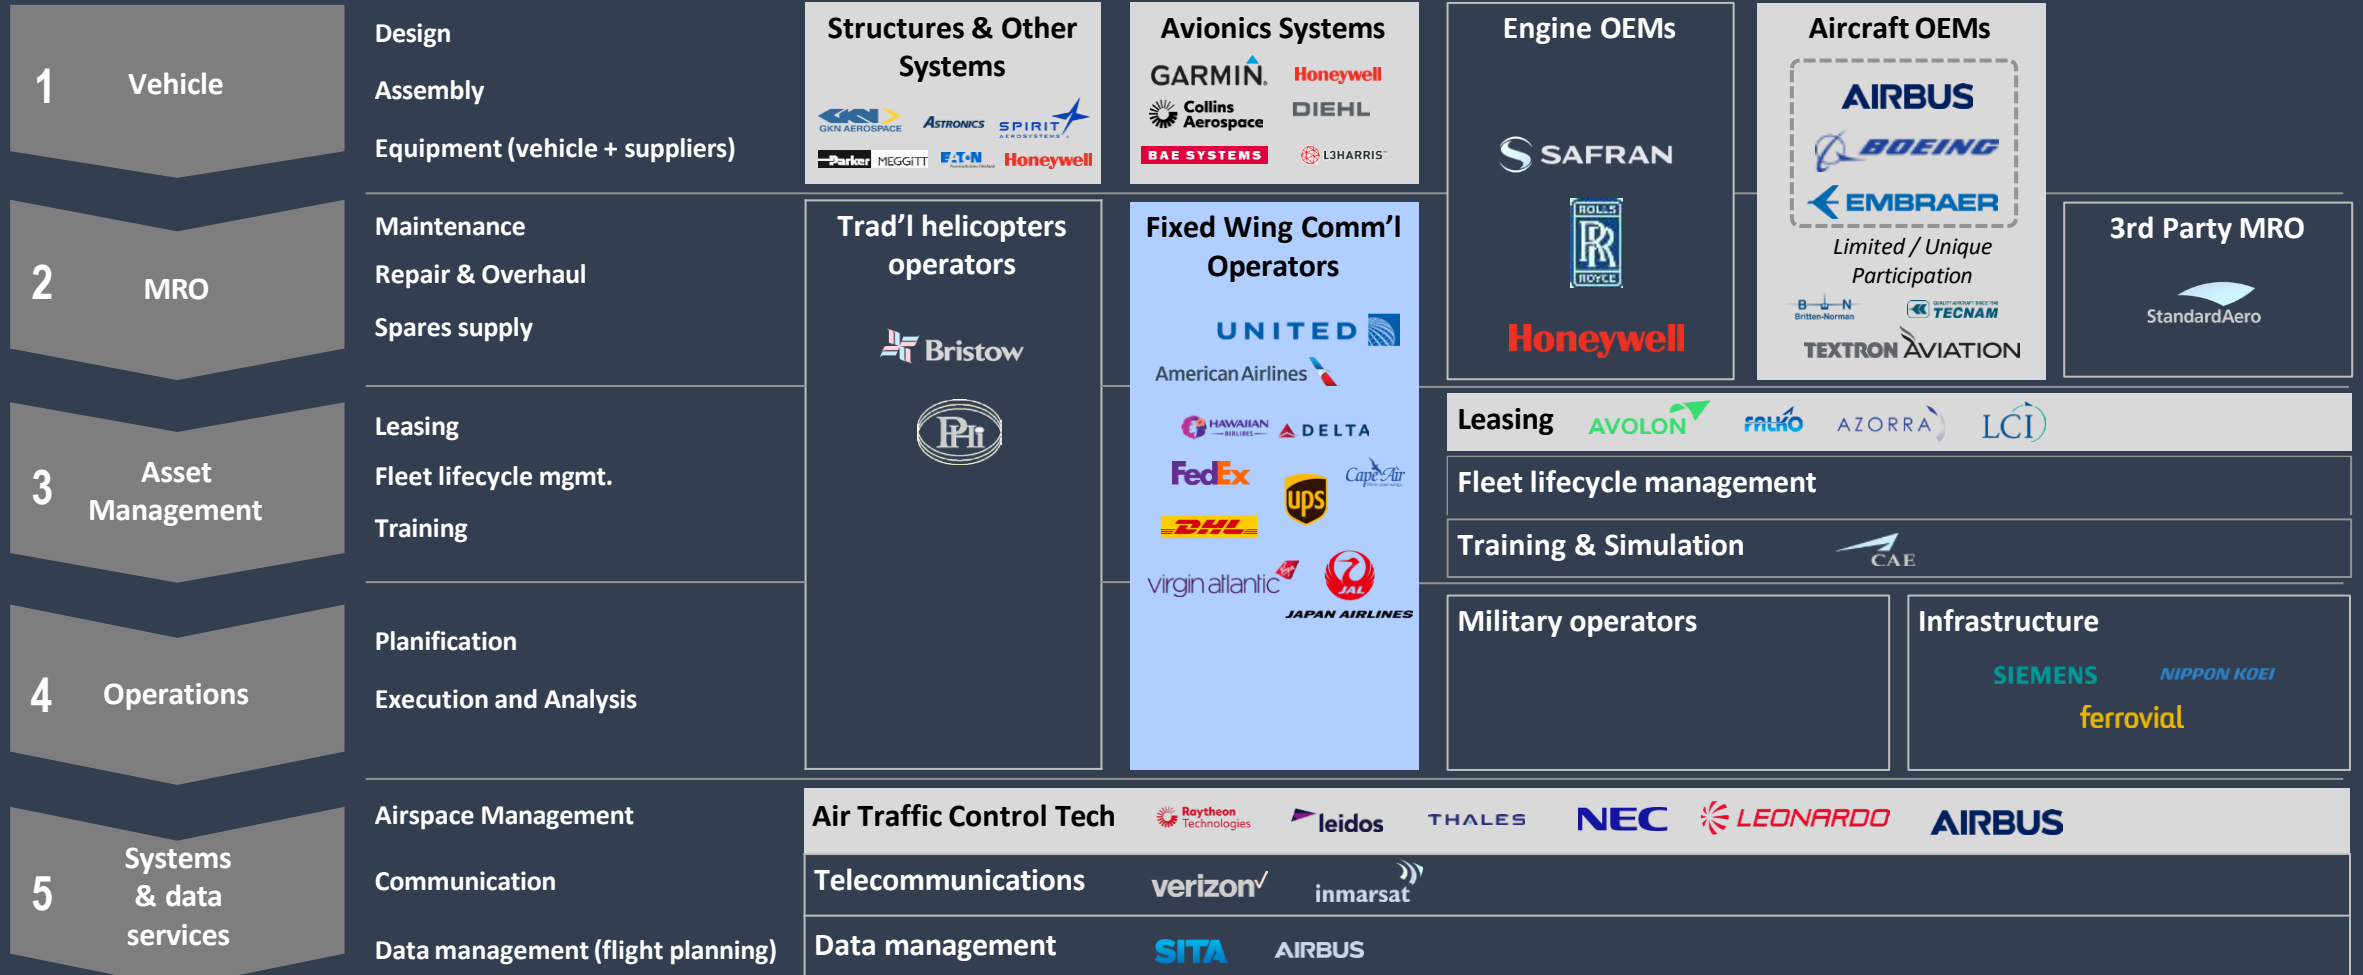 1
Vehicle
Design
Assembly
Equipment (vehicle + suppliers)
Structures & Other
Systems
GKN AEROSPACE
ASTRONICS
SPIRIT
AEROSYSTEMS
Parker MEGGITT
EAT•N
Honeywell
Avionics Systems
GARMIN
Honeywell
Collins
Aerospace
DIEHL
BAE SYSTEMS
L3HARRIS
Engine OEMs
SAFRAN
ROLLS
RR
ROYCE
Honeywell
Aircraft OEMs
AIRBUS
BOEING
EMBRAER
Limited / Unique
Participation
B N
Britten-Norman
QUALITY AIRCRAFT SINCE 1948
TECNAM
TEXTRON AVIATION
2
MRO
Maintenance
Repair & Overhaul
Spares supply
Trad'l helicopters
operators
Bristow
PHi
Fixed Wing Comm'l
Operators
UNITED
American Airlines
HAWAIIAN
AIRLINES
DELTA
FedEx
ups
Cape Air
DHL
virgin atlantic
JAL
JAPAN AIRLINES
3rd Party MRO
StandardAero
3
Asset
Management
Leasing
Fleet lifecycle mgmt.
Training
Leasing
AVOLON
FALKO
AZORRA
LCI
Fleet lifecycle management
Training & Simulation
CAE
4
Operations
Planification
Execution and Analysis
Military operators
Infrastructure
SIEMENS
NIPPON KOEI
ferrovial
5
Systems
& data
services
Airspace Management
Communication
Data management (flight planning)
Air Traffic Control Tech
Raytheon
Technologies
leidos
THALES
NEC
LEONARDO
AIRBUS
Telecommunications
verizon✓
inmarsat
Data management
SITA
AIRBUS